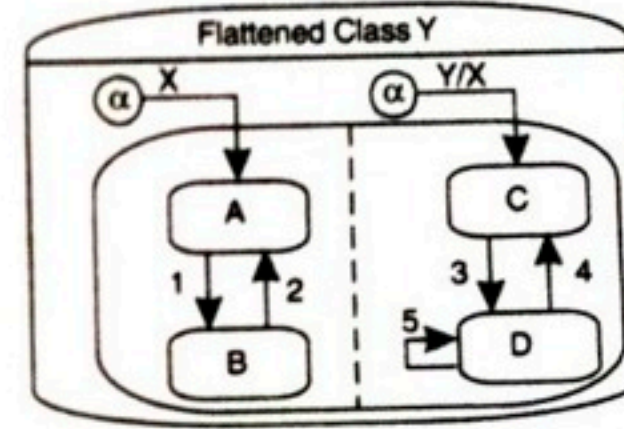 Flattened Class Y
α X
α Y/X
A
C
1 2
3 4
5
B
D